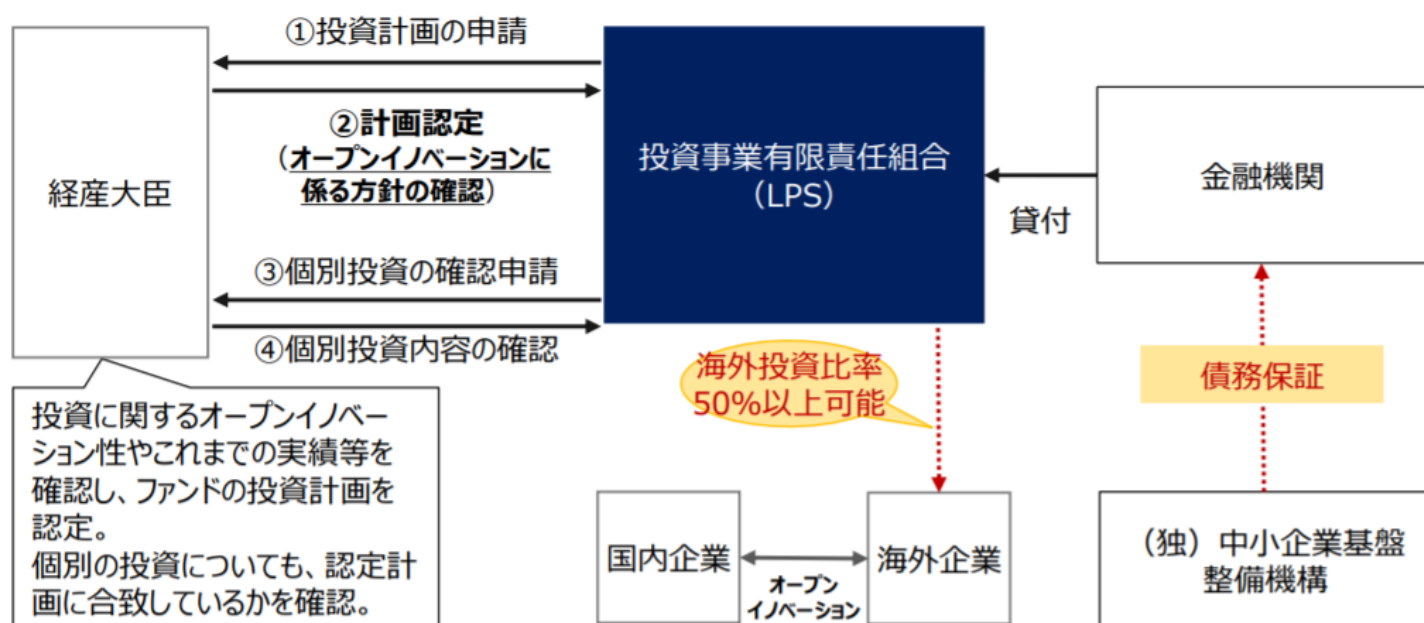 ①投資計画の申請
②計画認定
（オープンイノベーションに
係る方針の確認）
経産大臣
③個別投資の確認申請
④個別投資内容の確認
投資に関するオープンイノベー
ション性やこれまでの実績等を
確認し、ファンドの投資計画を
認定。
個別の投資についても、認定計
画に合致しているかを確認。
投資事業有限責任組合
（LPS）
貸付
金融機関
海外投資比率
50%以上可能
債務保証
国内企業
オープン
イノベーション
海外企業
（独）中小企業基盤
整備機構